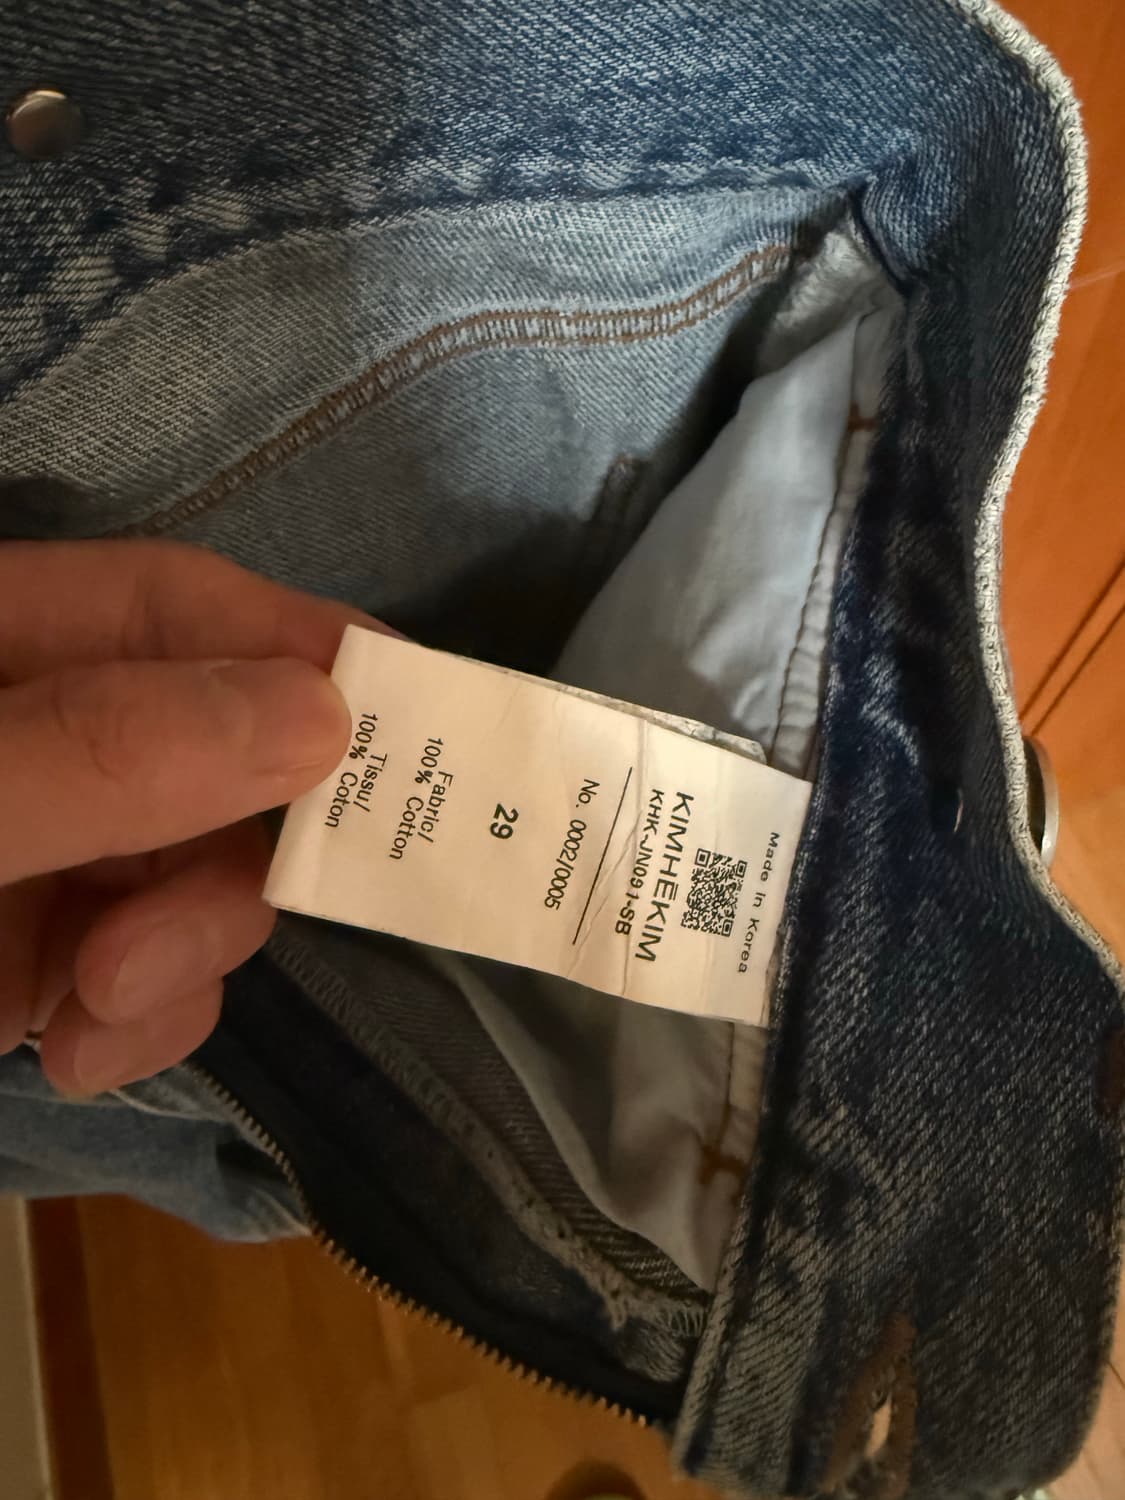 Made in Korea
KIMHĒKIM
KHK-JN091-SB
No. 0002/0005
29
Fabric/
100% Cotton
Tissu/
100% Coton